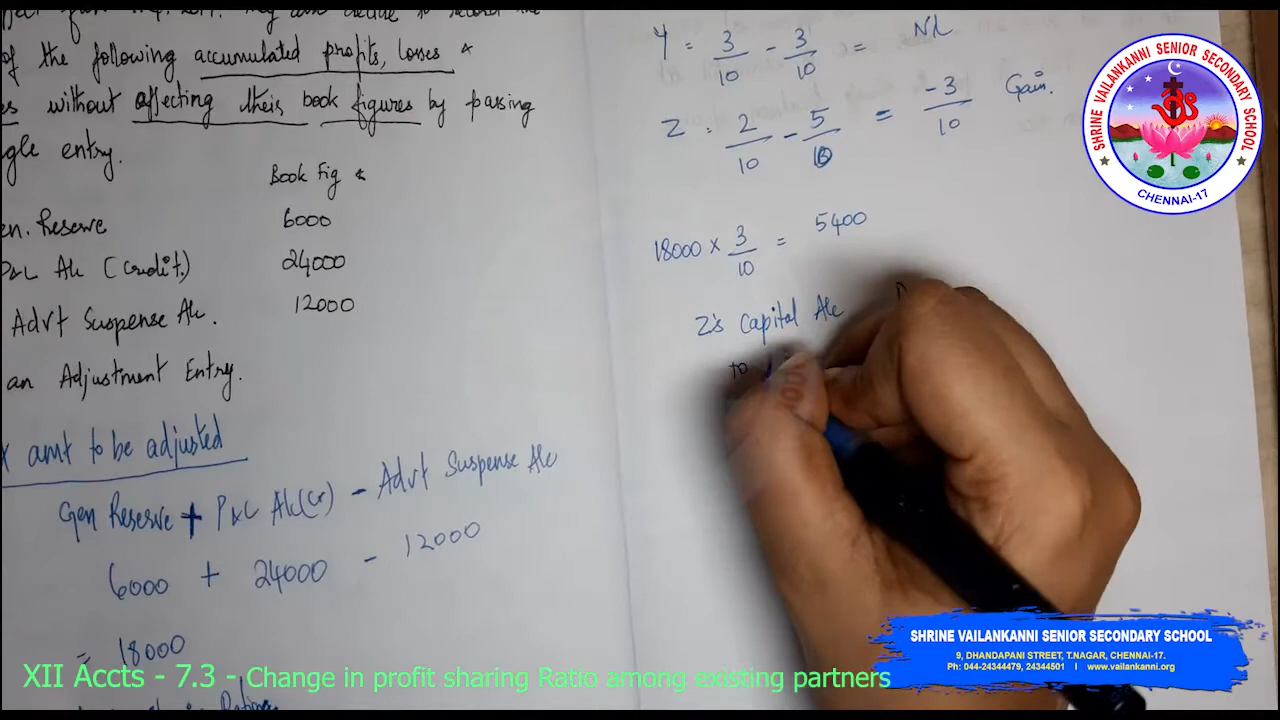 of the following accumulated profits, losses &
without affecting their book figures by passing
entry.
Book Fig &
Reserve 6000
P&L A/c (Credit) 24000
Advt Suspense A/c. 12000
an Adjustment Entry.
amt to be adjusted
Gen Reserve + P&L A/c (Cr) - Advt Suspense A/c
6000 + 24000 - 12000
= 18000
Y = 3/10 - 3/10 = Nil
Z = 2/10 - 5/10 = -3/10 Gain.
18000 × 3/10 = 5400
Z's Capital A/c
to
SHRINE VAILANKANNI SENIOR SECONDARY SCHOOL
CHENNAI-17
SHRINE VAILANKANNI SENIOR SECONDARY SCHOOL
9, DHANDAPANI STREET, T.NAGAR, CHENNAI-17.
Ph: 044-24344479, 24344501 I www.vailankanni.org
XII Accts - 7.3 - Change in profit sharing Ratio among existing partners